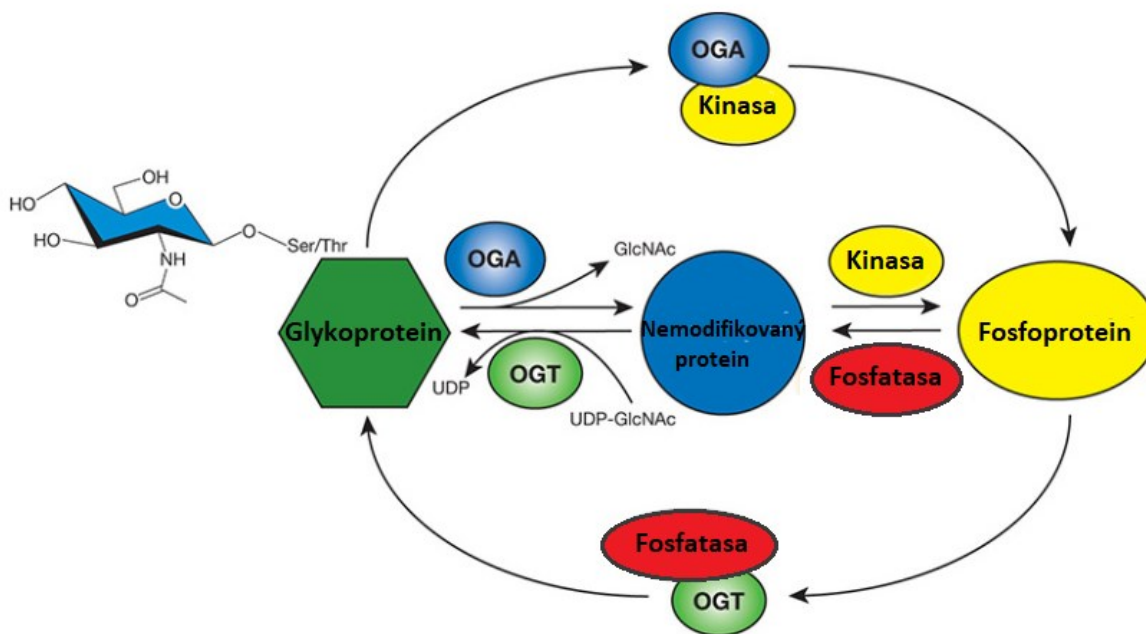 OGA
Kinasa
OH
HO
O
O
HO
Ser/Thr
NH
O
OGA
GlcNAc
Kinasa
Glykoprotein
Nemodifikovaný
protein
Fosfoprotein
UDP
OGT
UDP-GlcNAc
Fosfatasa
Fosfatasa
OGT